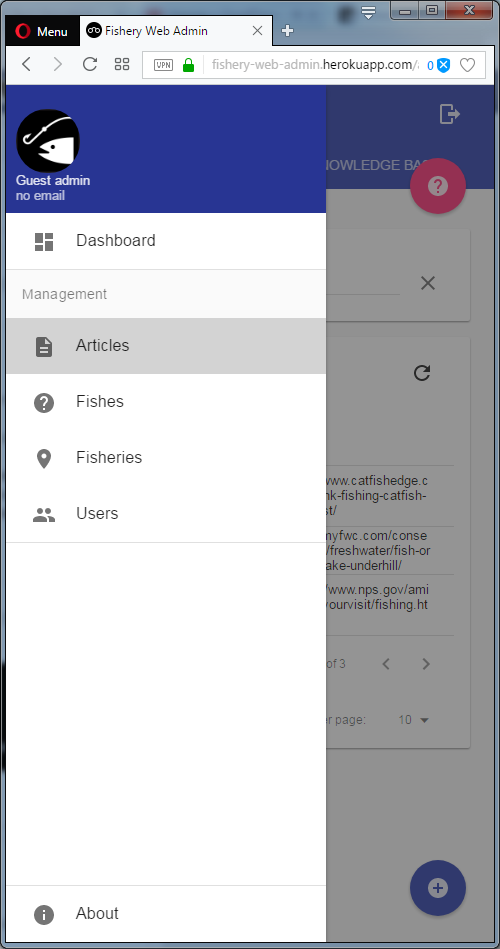 Menu
Fishery Web Admin
VPN
fishery-web-admin.herokuapp.com/
0
Guest admin
no email
NOWLEDGE BA
Dashboard
Management
Articles
Fishes
Fisheries
Users
www.catfishedge.c
nk-fishing-catfish-
st/
myfwc.com/conse
/freshwater/fish-or
ake-underhill/
/www.nps.gov/ami
yourvisit/fishing.ht
of 3
er page:
10
About